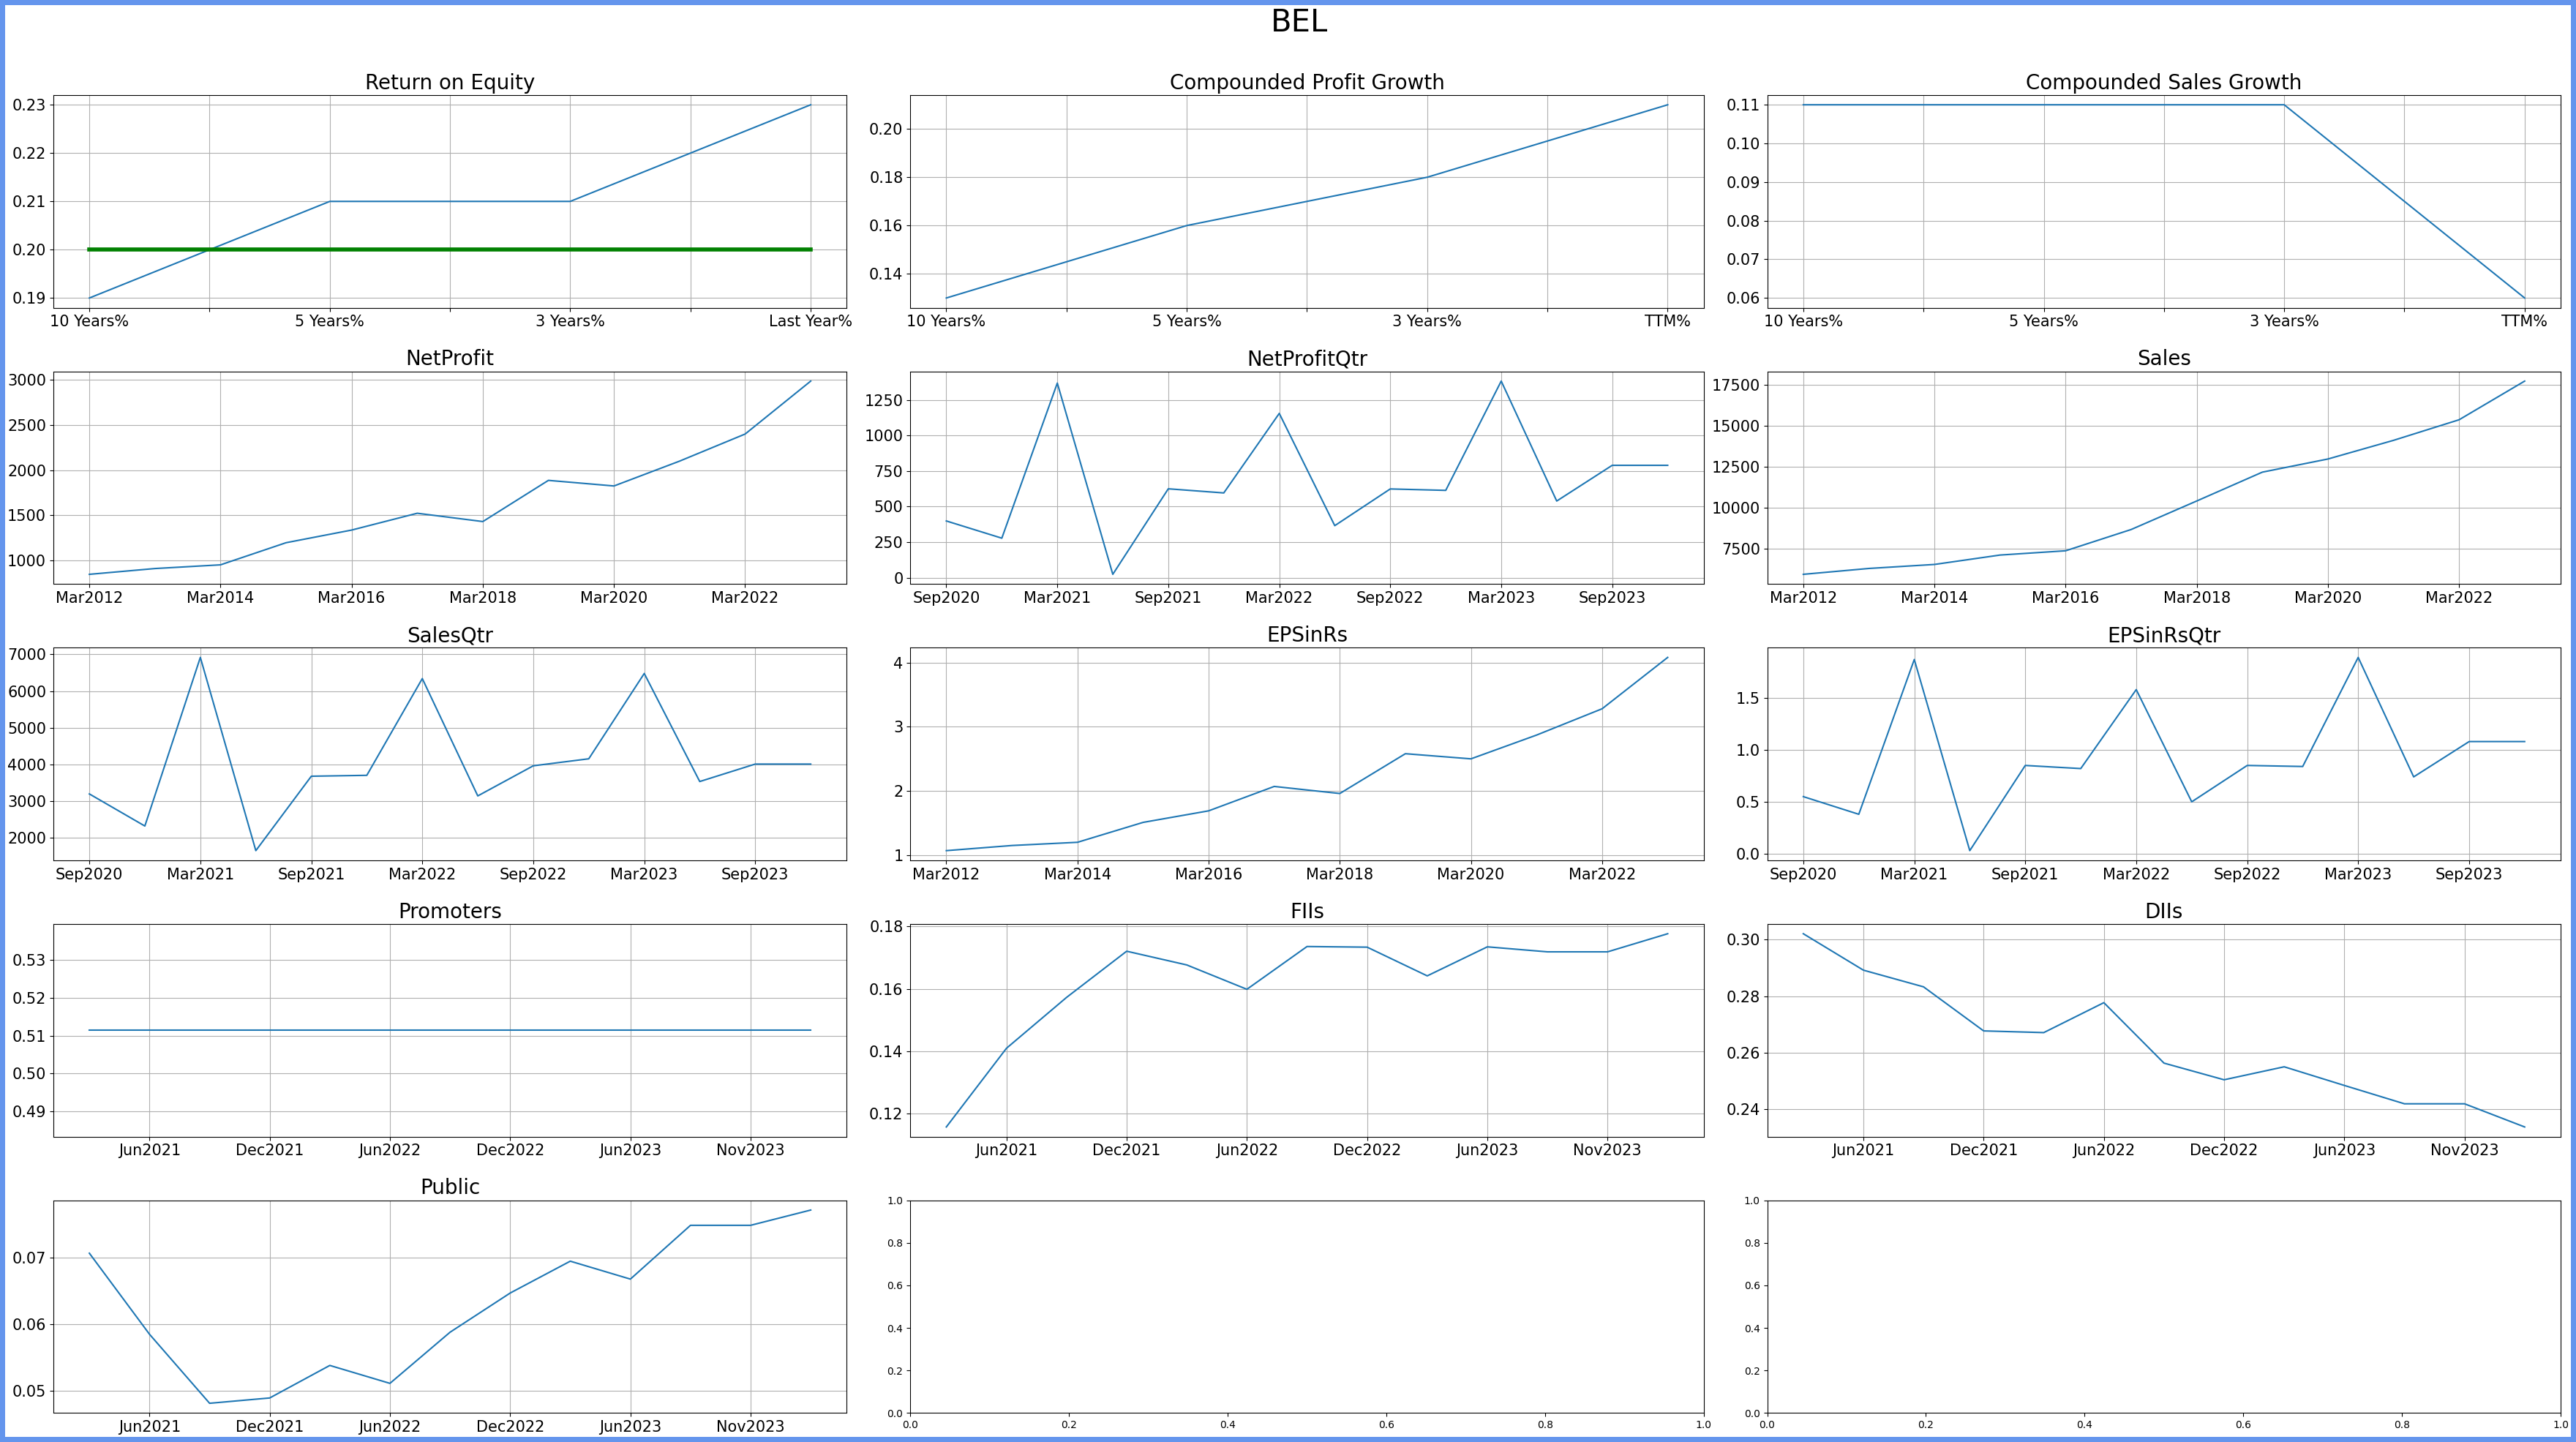 BEL
Return on Equity
0.23
0.22
0.21
0.20
0.19
10 Years% 5 Years% 3 Years% Last Year%
Compounded Profit Growth
0.20
0.18
0.16
0.14
10 Years% 5 Years% 3 Years% TTM%
Compounded Sales Growth
0.11
0.10
0.09
0.08
0.07
0.06
10 Years% 5 Years% 3 Years% TTM%
NetProfit
3000
2500
2000
1500
1000
Mar2012 Mar2014 Mar2016 Mar2018 Mar2020 Mar2022
NetProfitQtr
1250
1000
750
500
250
0
Sep2020 Mar2021 Sep2021 Mar2022 Sep2022 Mar2023 Sep2023
Sales
17500
15000
12500
10000
7500
Mar2012 Mar2014 Mar2016 Mar2018 Mar2020 Mar2022
SalesQtr
7000
6000
5000
4000
3000
2000
Sep2020 Mar2021 Sep2021 Mar2022 Sep2022 Mar2023 Sep2023
EPSinRs
4
3
2
1
Mar2012 Mar2014 Mar2016 Mar2018 Mar2020 Mar2022
EPSinRsQtr
1.5
1.0
0.5
0.0
Sep2020 Mar2021 Sep2021 Mar2022 Sep2022 Mar2023 Sep2023
Promoters
0.53
0.52
0.51
0.50
0.49
Jun2021 Dec2021 Jun2022 Dec2022 Jun2023 Nov2023
FIIs
0.18
0.16
0.14
0.12
Jun2021 Dec2021 Jun2022 Dec2022 Jun2023 Nov2023
DIIs
0.30
0.28
0.26
0.24
Jun2021 Dec2021 Jun2022 Dec2022 Jun2023 Nov2023
Public
0.07
0.06
0.05
Jun2021 Dec2021 Jun2022 Dec2022 Jun2023 Nov2023
1.0
0.8
0.6
0.4
0.2
0.0
0.0 0.2 0.4 0.6 0.8 1.0
1.0
0.8
0.6
0.4
0.2
0.0
0.0 0.2 0.4 0.6 0.8 1.0